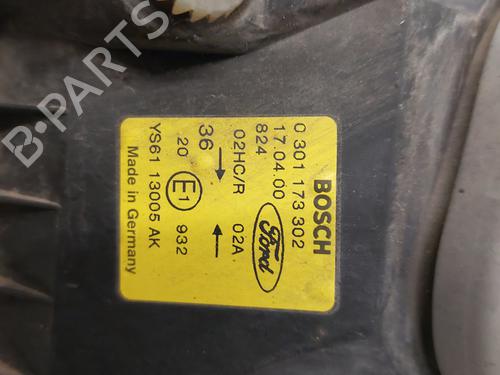 BOSCH
0 301 173 302
17.04.00
824
Ford
02HC/R → ← 02A
36
20 E1 932
YS61 13005 AK
Made in Germany
B-PARTS